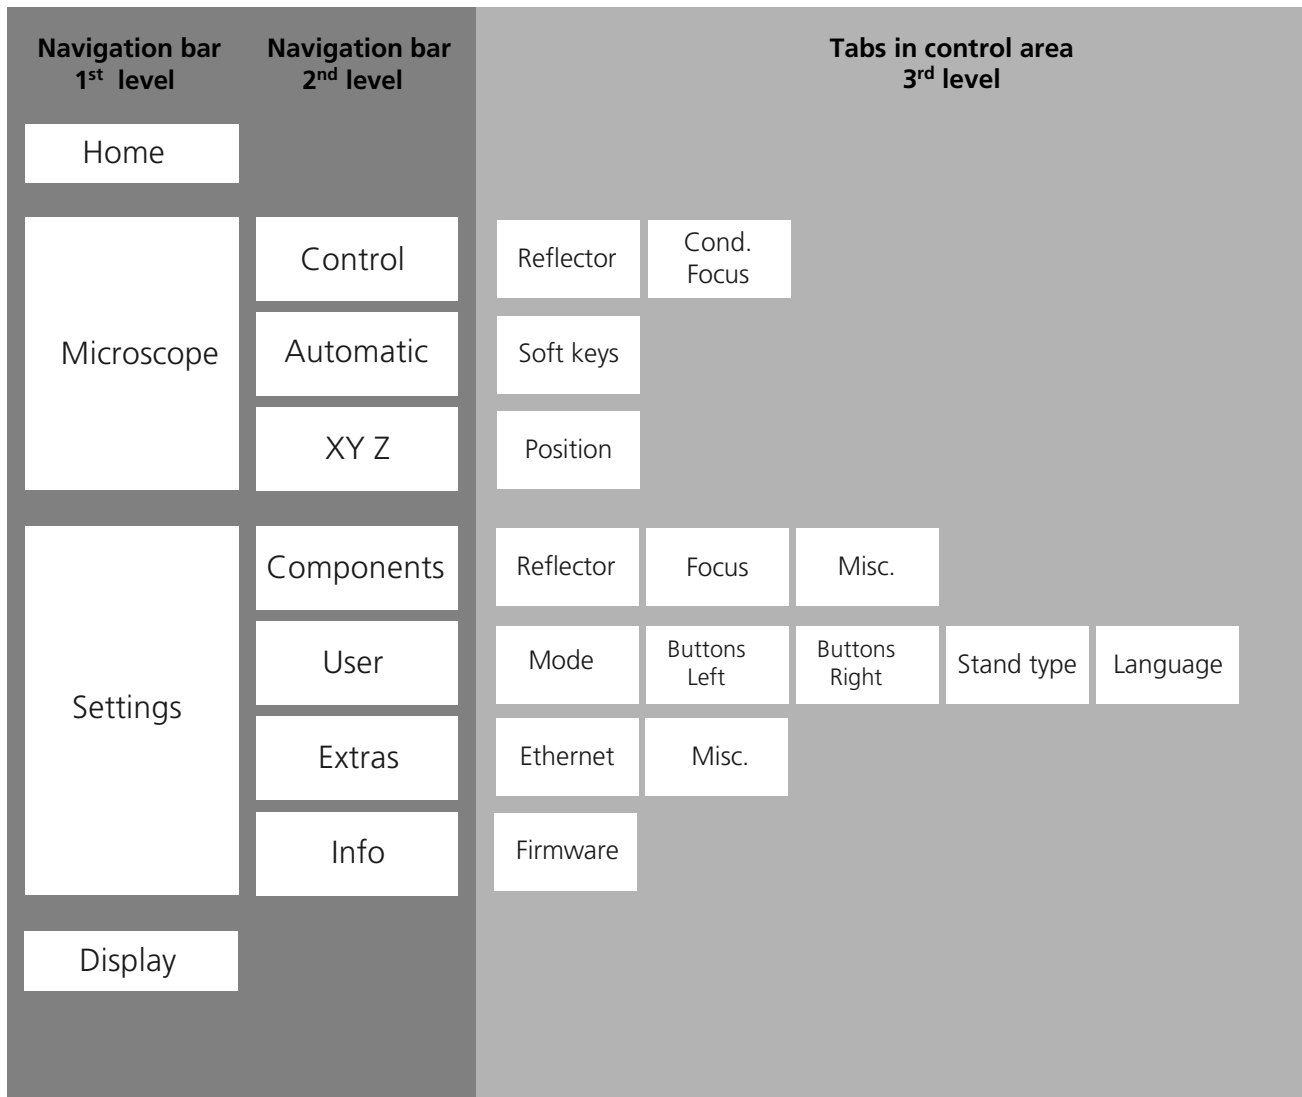 Navigation bar
1st level
Navigation bar
2nd level
Tabs in control area
3rd level
Home
Microscope
Control
Reflector
Cond.
Focus
Automatic
Soft keys
XY Z
Position
Settings
Components
Reflector
Focus
Misc.
User
Mode
Buttons
Left
Buttons
Right
Stand type
Language
Extras
Ethernet
Misc.
Info
Firmware
Display